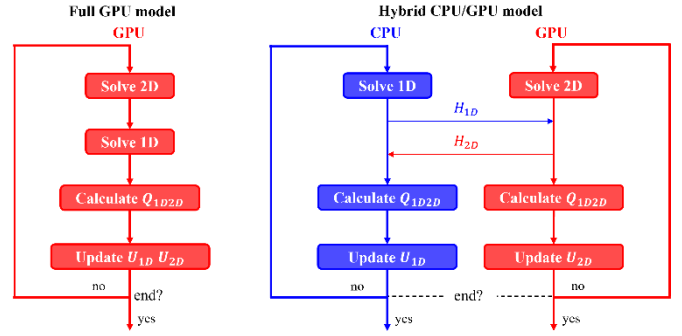 Full GPU model
GPU
Solve 2D
Solve 1D
Calculate Q1D2D
Update U1D U2D
no
end?
yes
Hybrid CPU/GPU model
CPU
GPU
Solve 1D
Solve 2D
H1D
H2D
Calculate Q1D2D
Calculate Q1D2D
Update U1D
Update U2D
no
end?
no
yes
yes